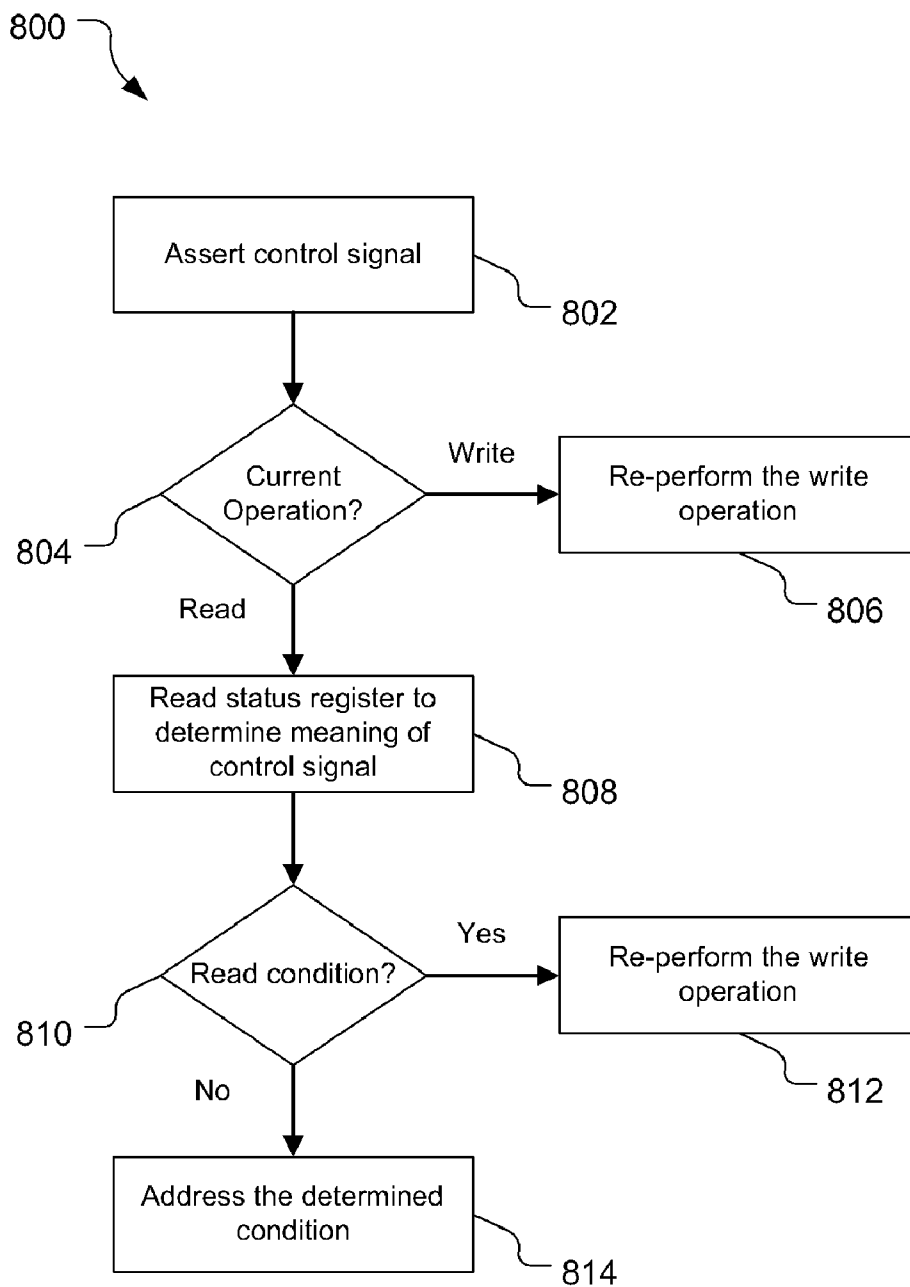 800
Assert control signal
802
Current
Operation?
Write
804
Re-perform the write
operation
806
Read
Read status register to
determine meaning of
control signal
808
Read condition?
Yes
810
Re-perform the write
operation
812
No
Address the determined
condition
814